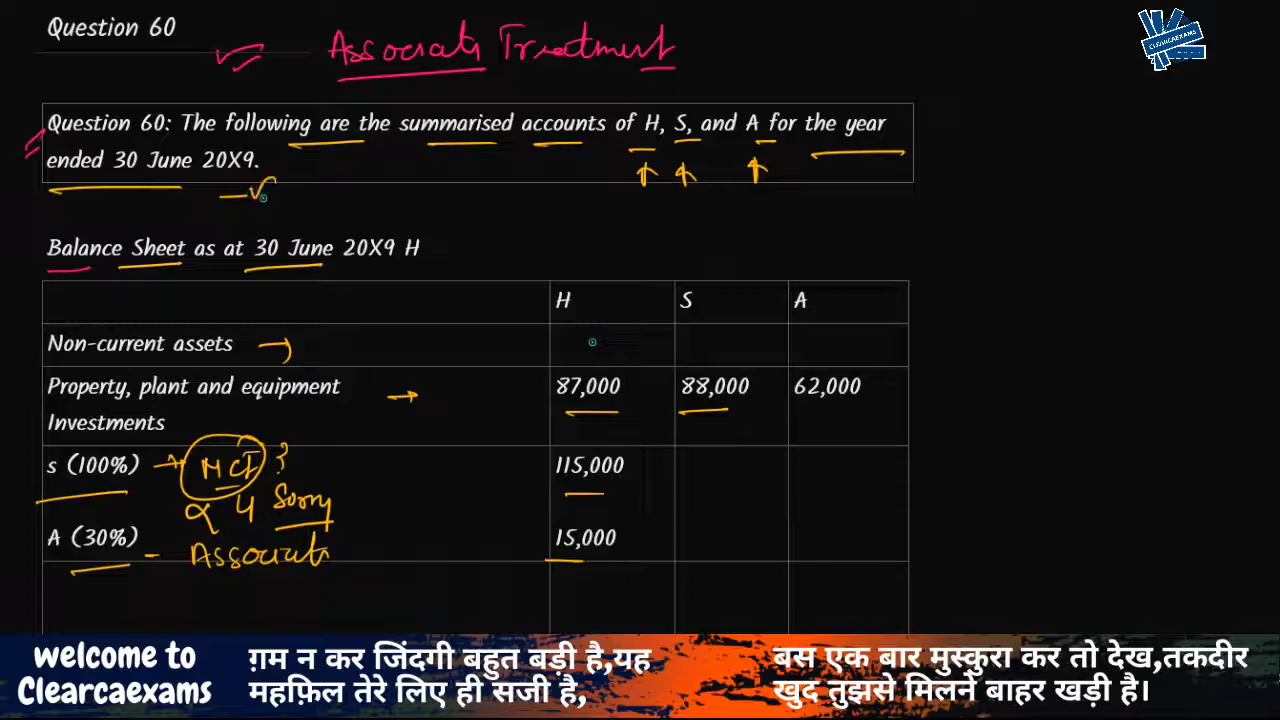 Question 60
Associate Treatment
CLEARCAEXAMS
Question 60: The following are the summarised accounts of H, S, and A for the year
ended 30 June 20X9.
Balance Sheet as at 30 June 20X9 H
H S A
Non-current assets
Property, plant and equipment 87,000 88,000 62,000
Investments
s (100%) → NCI ? 115,000
Sorry
A (30%) - Associate 15,000
welcome to
Clearcaexams
ग़म न कर जिंदगी बहुत बड़ी है,यह
महफ़िल तेरे लिए ही सजी है,
बस एक बार मुस्कुरा कर तो देख,तकदीर
खुद तुझसे मिलने बाहर खड़ी है।